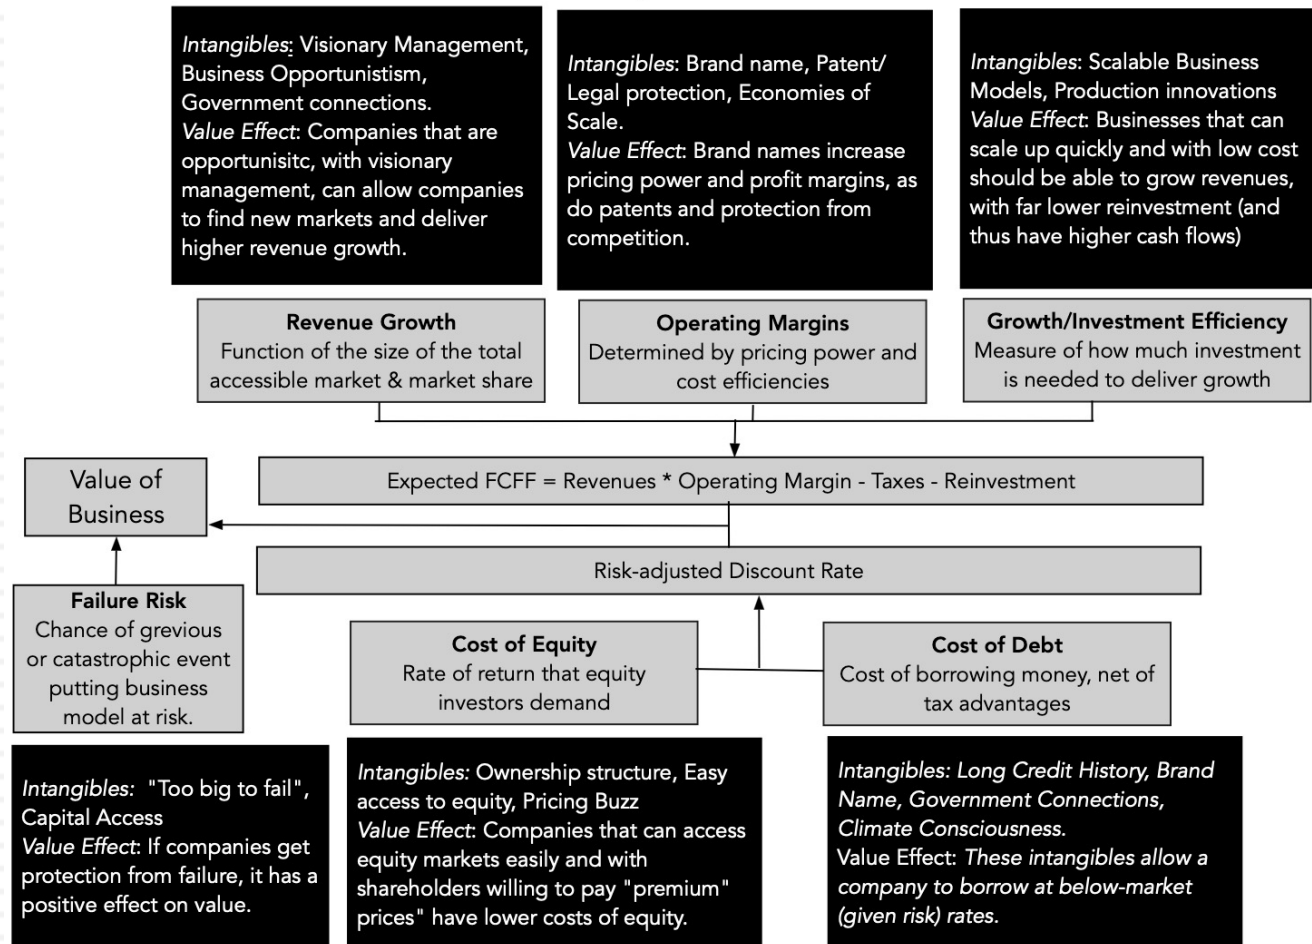 Intangibles: Visionary Management,
Business Opportunistism,
Government connections.
Value Effect: Companies that are
opportunisitc, with visionary
management, can allow companies
to find new markets and deliver
higher revenue growth.
Intangibles: Brand name, Patent/
Legal protection, Economies of
Scale.
Value Effect: Brand names increase
pricing power and profit margins, as
do patents and protection from
competition.
Intangibles: Scalable Business
Models, Production innovations
Value Effect: Businesses that can
scale up quickly and with low cost
should be able to grow revenues,
with far lower reinvestment (and
thus have higher cash flows)
Revenue Growth
Function of the size of the total
accessible market & market share
Operating Margins
Determined by pricing power and
cost efficiencies
Growth/Investment Efficiency
Measure of how much investment
is needed to deliver growth
Value of
Business
Expected FCFF = Revenues * Operating Margin - Taxes - Reinvestment
Risk-adjusted Discount Rate
Failure Risk
Chance of grevious
or catastrophic event
putting business
model at risk.
Cost of Equity
Rate of return that equity
investors demand
Cost of Debt
Cost of borrowing money, net of
tax advantages
Intangibles: "Too big to fail",
Capital Access
Value Effect: If companies get
protection from failure, it has a
positive effect on value.
Intangibles: Ownership structure, Easy
access to equity, Pricing Buzz
Value Effect: Companies that can access
equity markets easily and with
shareholders willing to pay "premium"
prices" have lower costs of equity.
Intangibles: Long Credit History, Brand
Name, Government Connections,
Climate Consciousness.
Value Effect: These intangibles allow a
company to borrow at below-market
(given risk) rates.